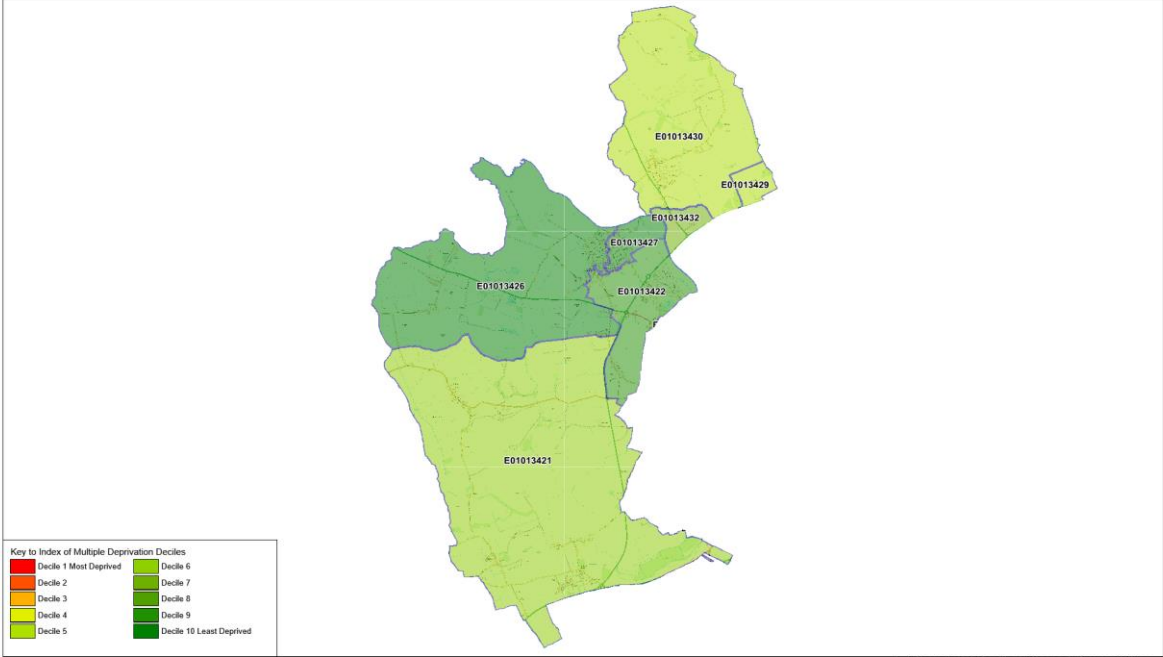 E01013430
E01013429
E01013432
E01013427
E01013426
E01013422
E01013421
Key to Index of Multiple Deprivation Deciles
Decile 1 Most Deprived
Decile 2
Decile 3
Decile 4
Decile 5
Decile 6
Decile 7
Decile 8
Decile 9
Decile 10 Least Deprived